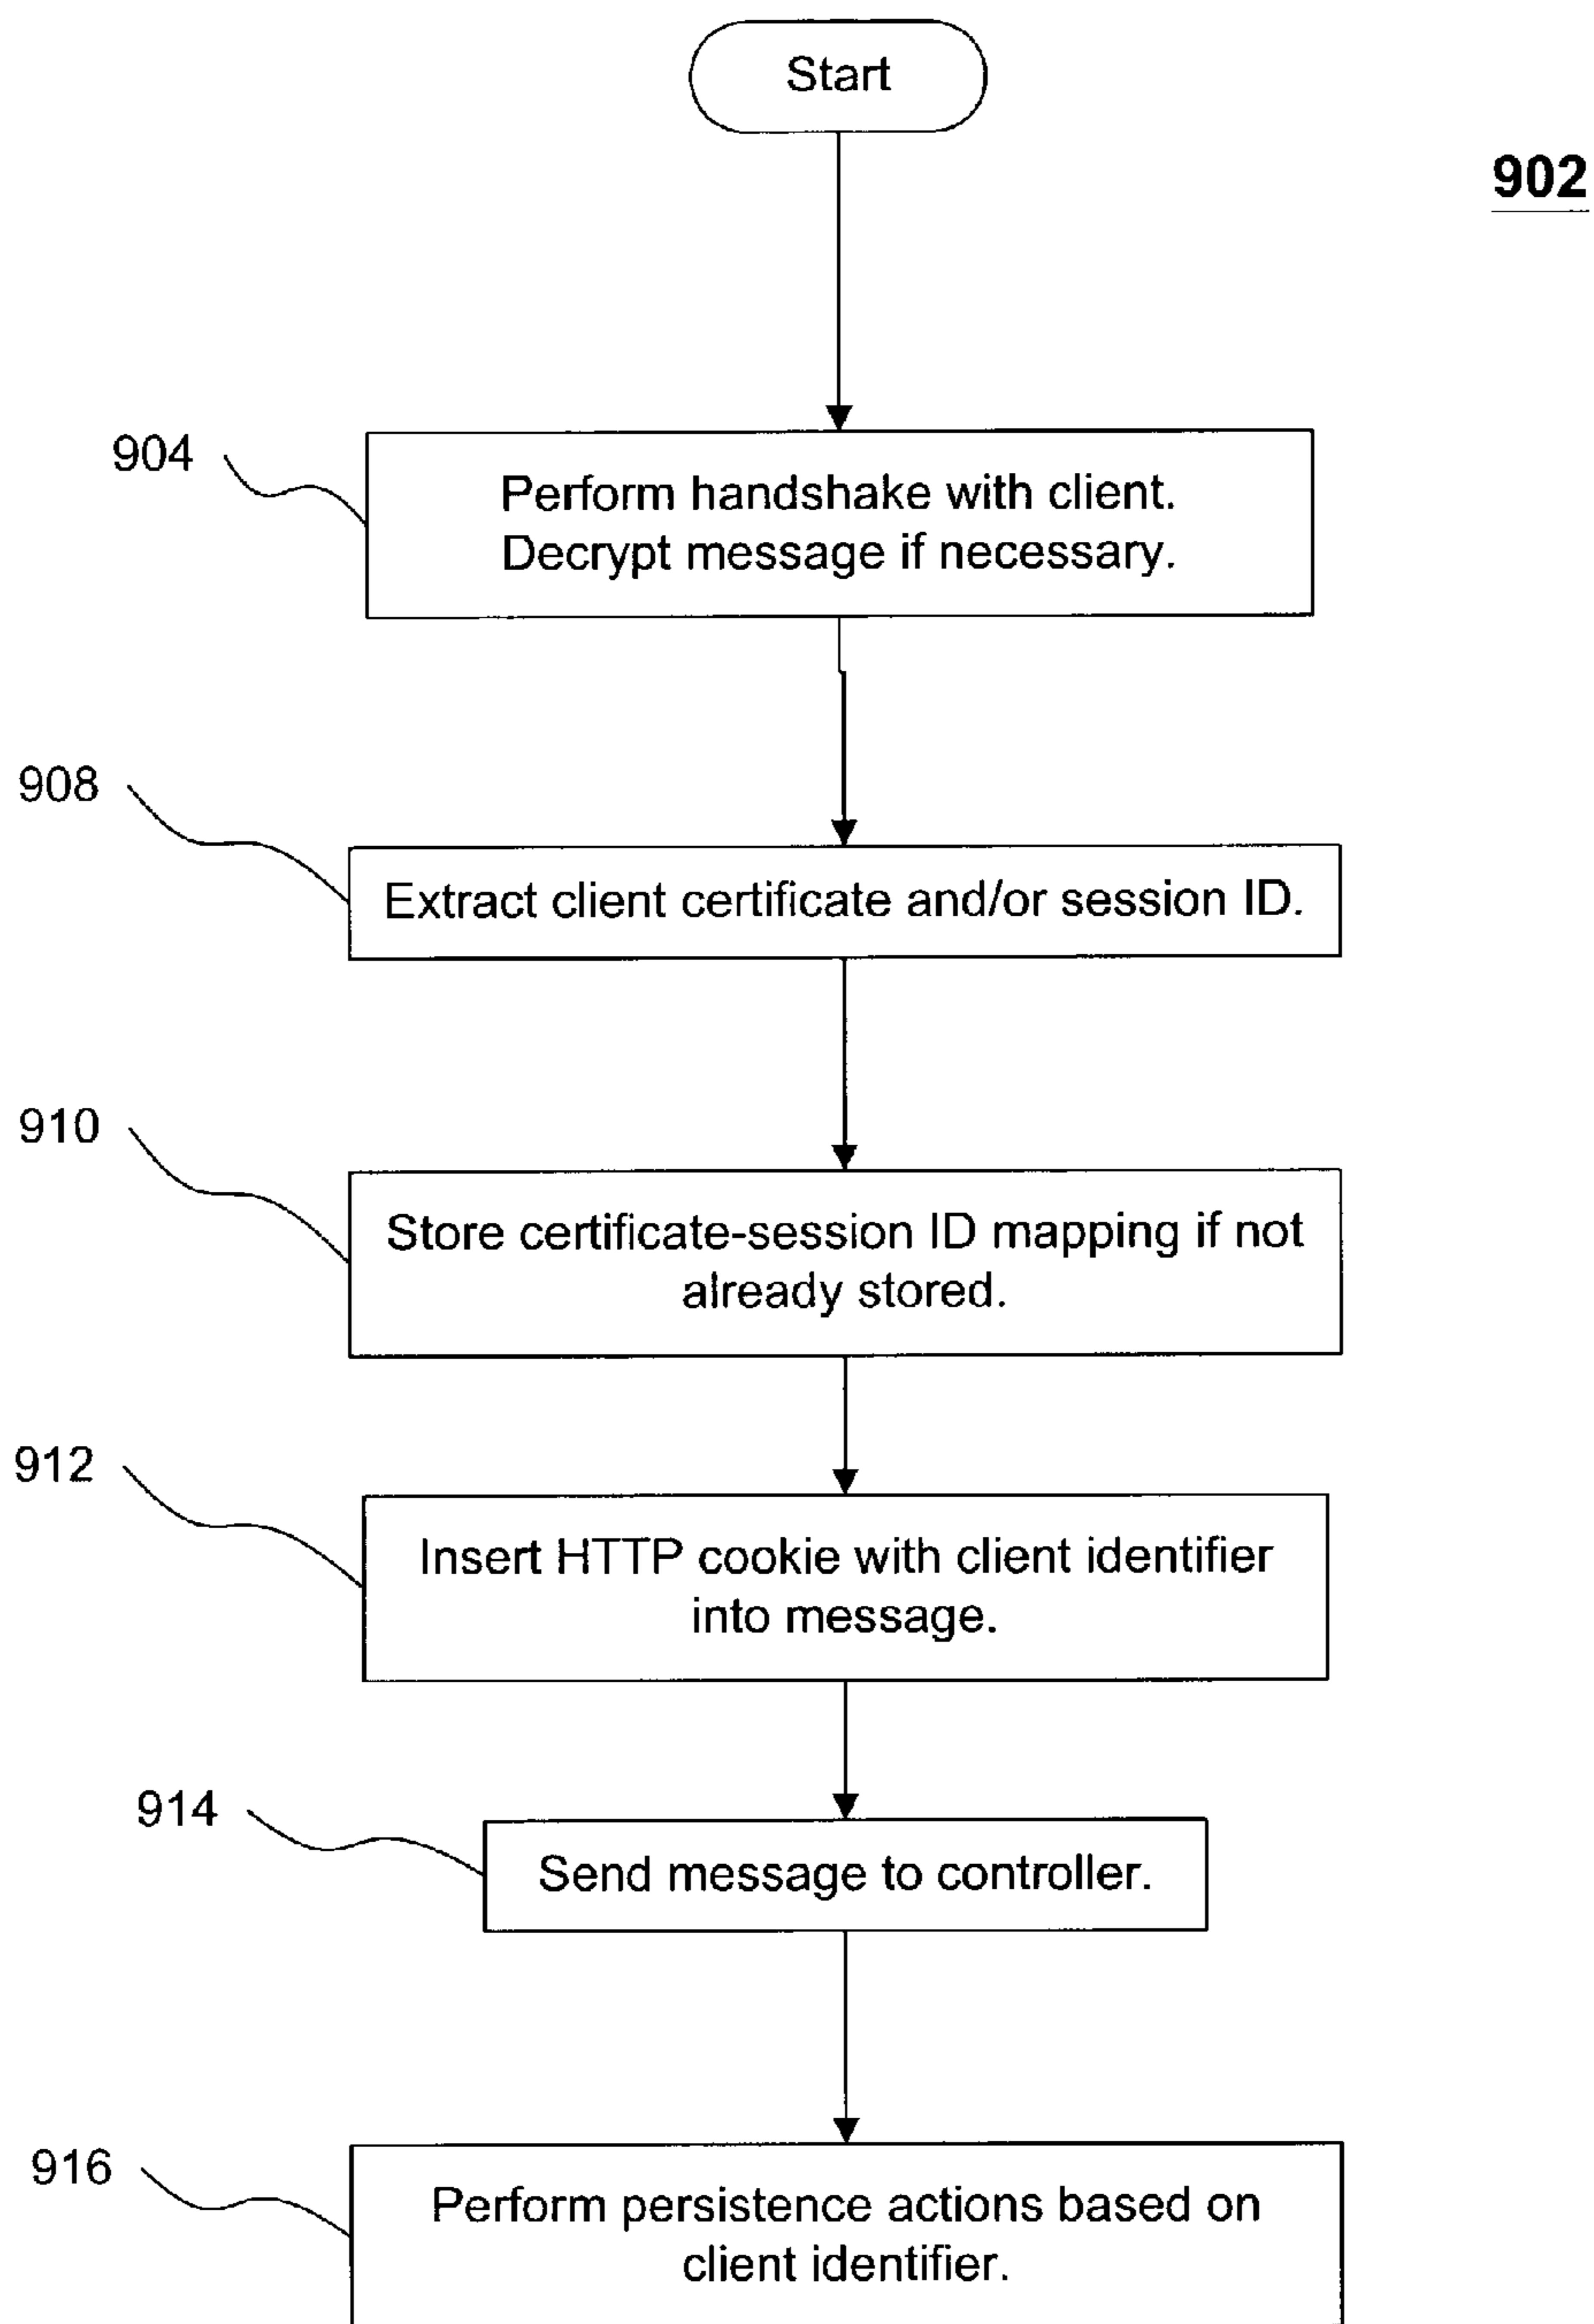 Start
902
904
Perform handshake with client.
Decrypt message if necessary.
908
Extract client certificate and/or session ID.
910
Store certificate-session ID mapping if not
already stored.
912
Insert HTTP cookie with client identifier
into message.
914
Send message to controller.
916
Perform persistence actions based on
client identifier.